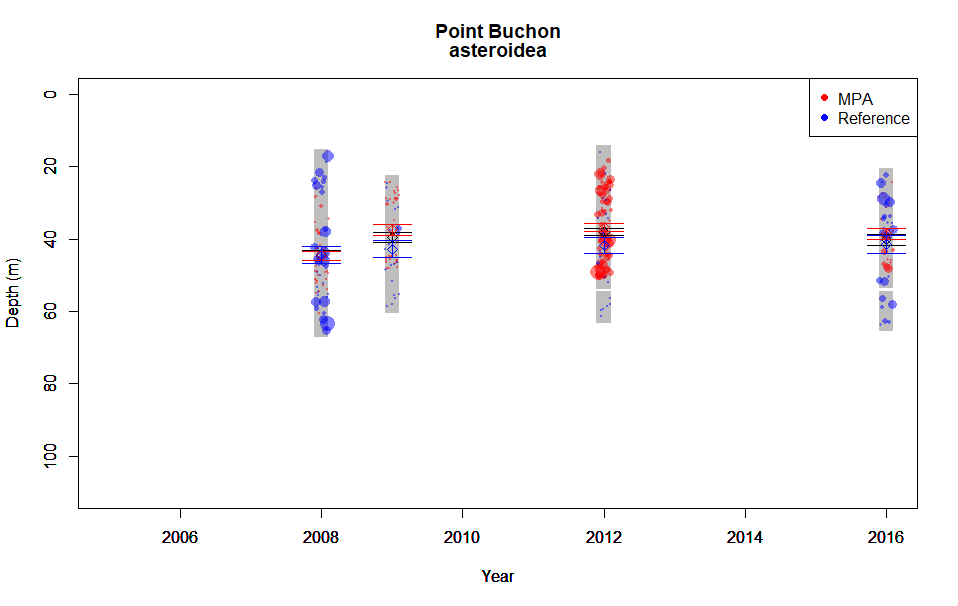 Point Buchon
asteroidea
MPA
Reference
0
20
40
60
80
100
Depth (m)
2006
2008
2010
2012
2014
2016
Year